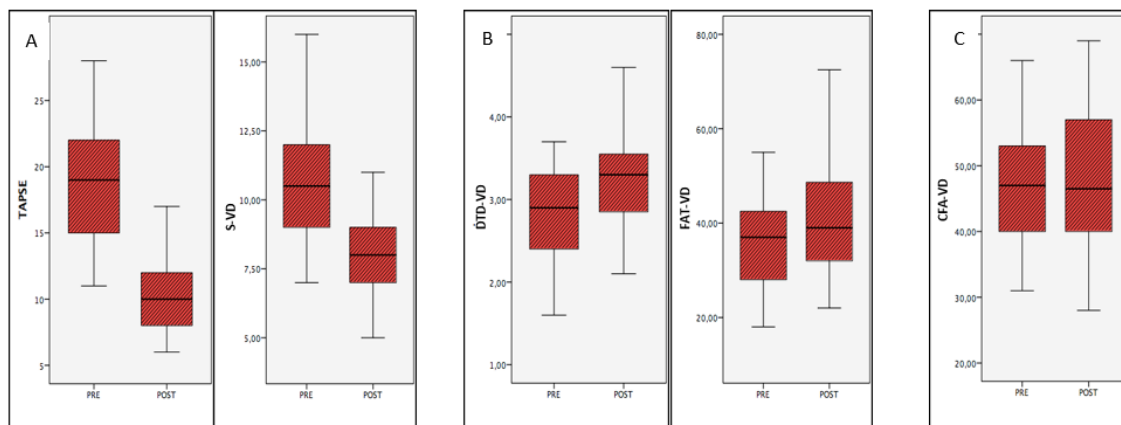 A
TAPSE
25
20
15
10
5
PRE
POST
S-VD
15,00
12,50
10,00
7,50
5,00
PRE
POST
B
DTD-VD
4,00
3,00
2,00
1,00
PRE
POST
FAT-VD
80,00
60,00
40,00
20,00
PRE
POST
C
CFA-VD
60,00
50,00
40,00
30,00
20,00
PRE
POST